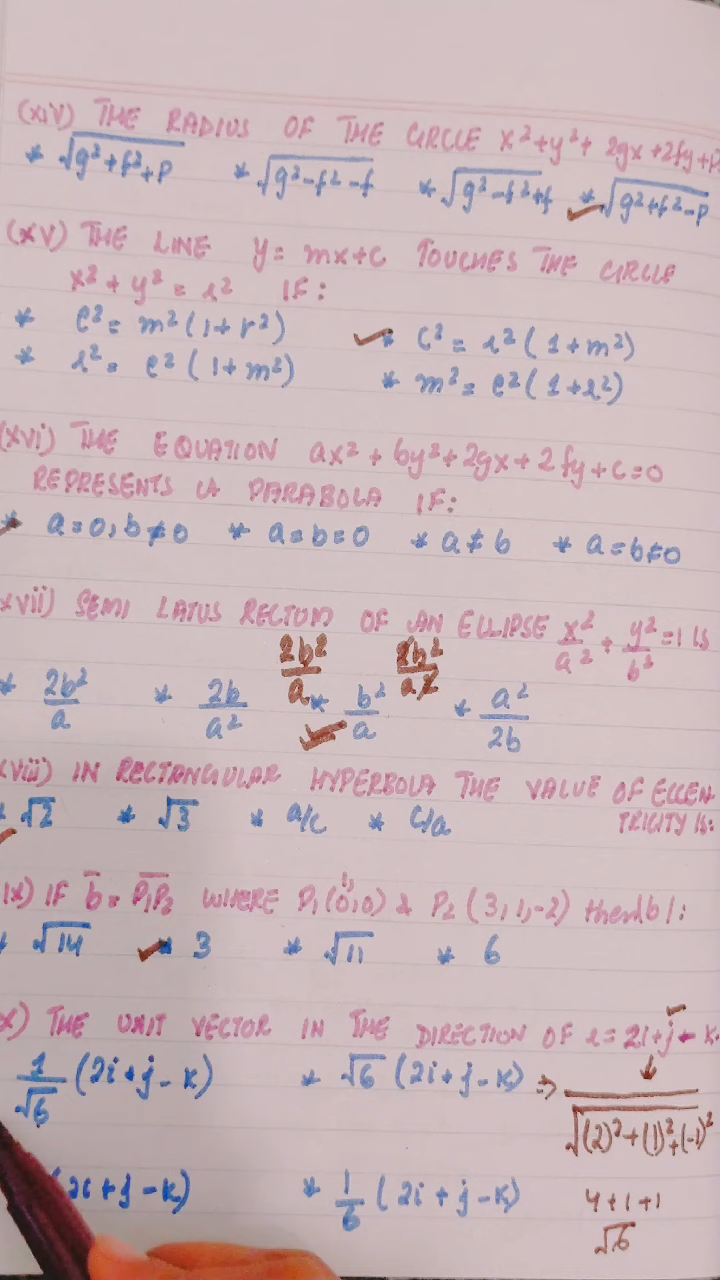 (xiv) THE RADIUS OF THE CIRCLE x²+y²+ 2gx+2fy+P
* √g²+f²+p * √g²-f²-f * √g²-f²+f * √g²+f²-p
(xv) THE LINE y= mx+c TOUCHES THE CIRCLE
x²+y²=r² IF:
* c²= m²(1+r²) * c²= r²(1+m²)
* r²= c²(1+m²) * m²= c²(1+r²)
(xvi) THE EQUATION ax²+by²+2gx+2fy+c=0
REPRESENTS A PARABOLA IF:
* a=0, b≠0 * a=b=0 * a≠b * a=b≠0
xvii) SEMI LATUS RECTUM OF AN ELLIPSE x²/a² + y²/b² =1 IS
2b²/a 2b²/a2
* 2b²/a * 2b/a² * b²/a * a²/2b
xviii) IN RECTANGULAR HYPERBOLA THE VALUE OF ECCEN
TRICITY IS:
* √2 * √3 * a/c * c/a
ix) IF b̄= P₁P₂ WHERE P₁(0,0) & P₂(3,1,-2) then|b|:
* √14 * 3 * √11 * 6
x) THE UNIT VECTOR IN THE DIRECTION OF r=2i+j-k.
1/√6 (2i+j-k) * √6 (2i+j-k) ⇒ √(2)²+(1)²+(-1)²
(2i+j-k) * 1/6 (2i+j-k) 4+1+1
√6